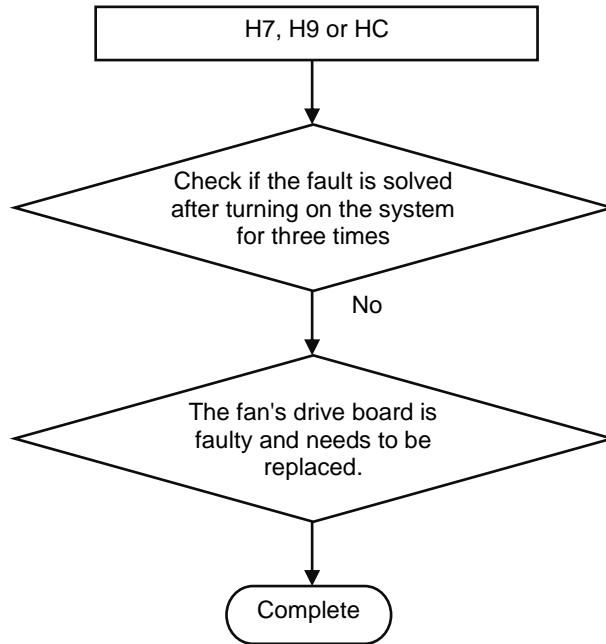 H7, H9 or HC
Check if the fault is solved
after turning on the system
for three times
No
The fan's drive board is
faulty and needs to be
replaced.
Complete